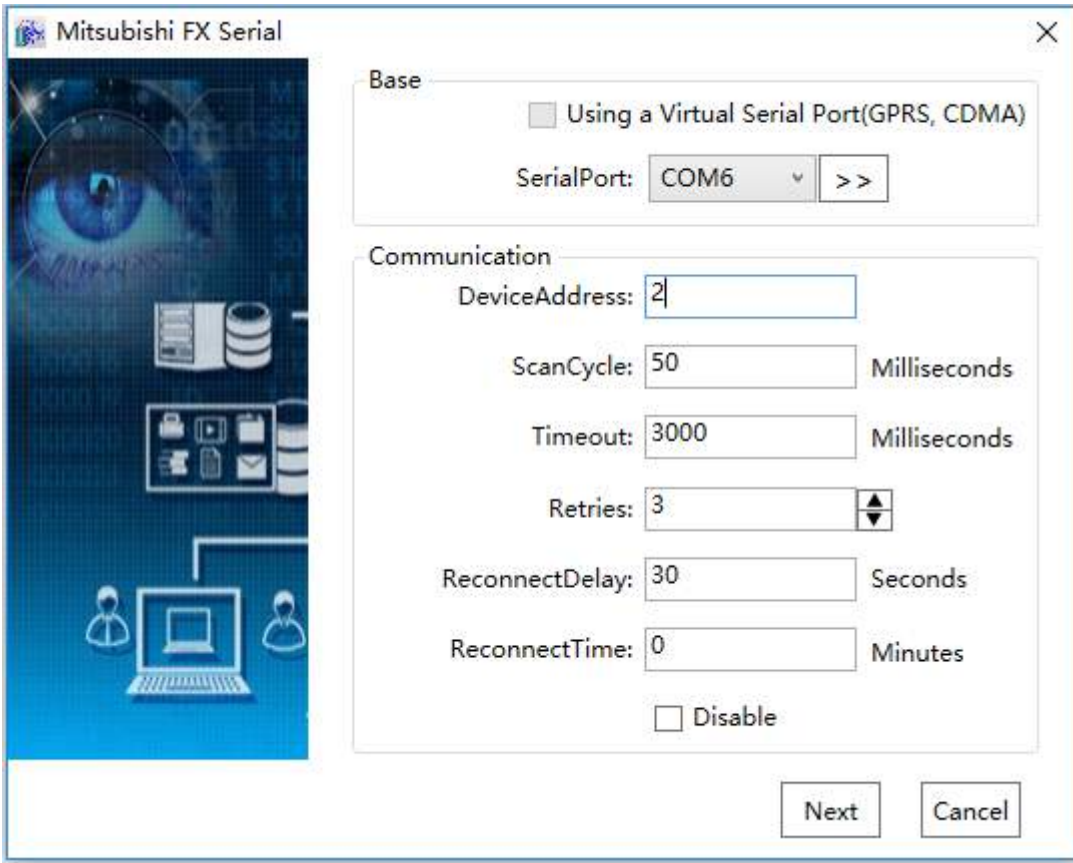 Mitsubishi FX Serial
Base
Using a Virtual Serial Port(GPRS, CDMA)
SerialPort: COM6 >>
Communication
DeviceAddress: 2
ScanCycle: 50 Milliseconds
Timeout: 3000 Milliseconds
Retries: 3
ReconnectDelay: 30 Seconds
ReconnectTime: 0 Minutes
Disable
Next Cancel